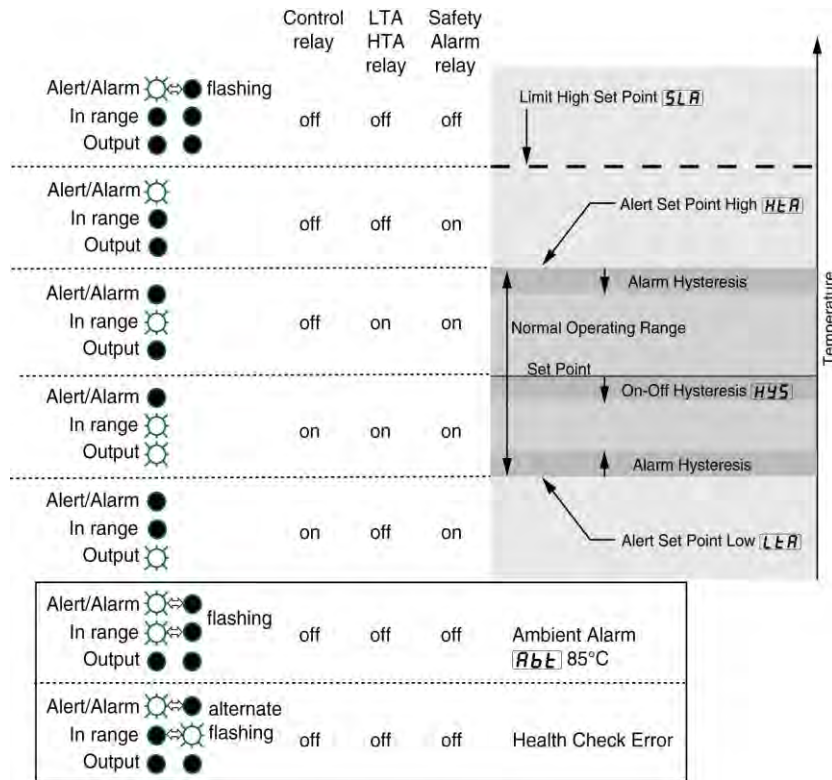 Control relay
LTA HTA relay
Safety Alarm relay
Alert/Alarm flashing
In range off off off
Output
Limit High Set Point SLA
Alert/Alarm
In range off off on
Output
Alert Set Point High HtA
Alarm Hysteresis
Alert/Alarm
In range off on on
Output
Normal Operating Range
Temperature
Set Point
Alert/Alarm
In range on on on
Output
On-Off Hysteresis HYS
Alarm Hysteresis
Alert/Alarm
In range on off on
Output
Alert Set Point Low LtA
Alert/Alarm flashing
In range off off off
Output
Ambient Alarm
Abt 85°C
Alert/Alarm alternate
In range flashing off off off
Output
Health Check Error